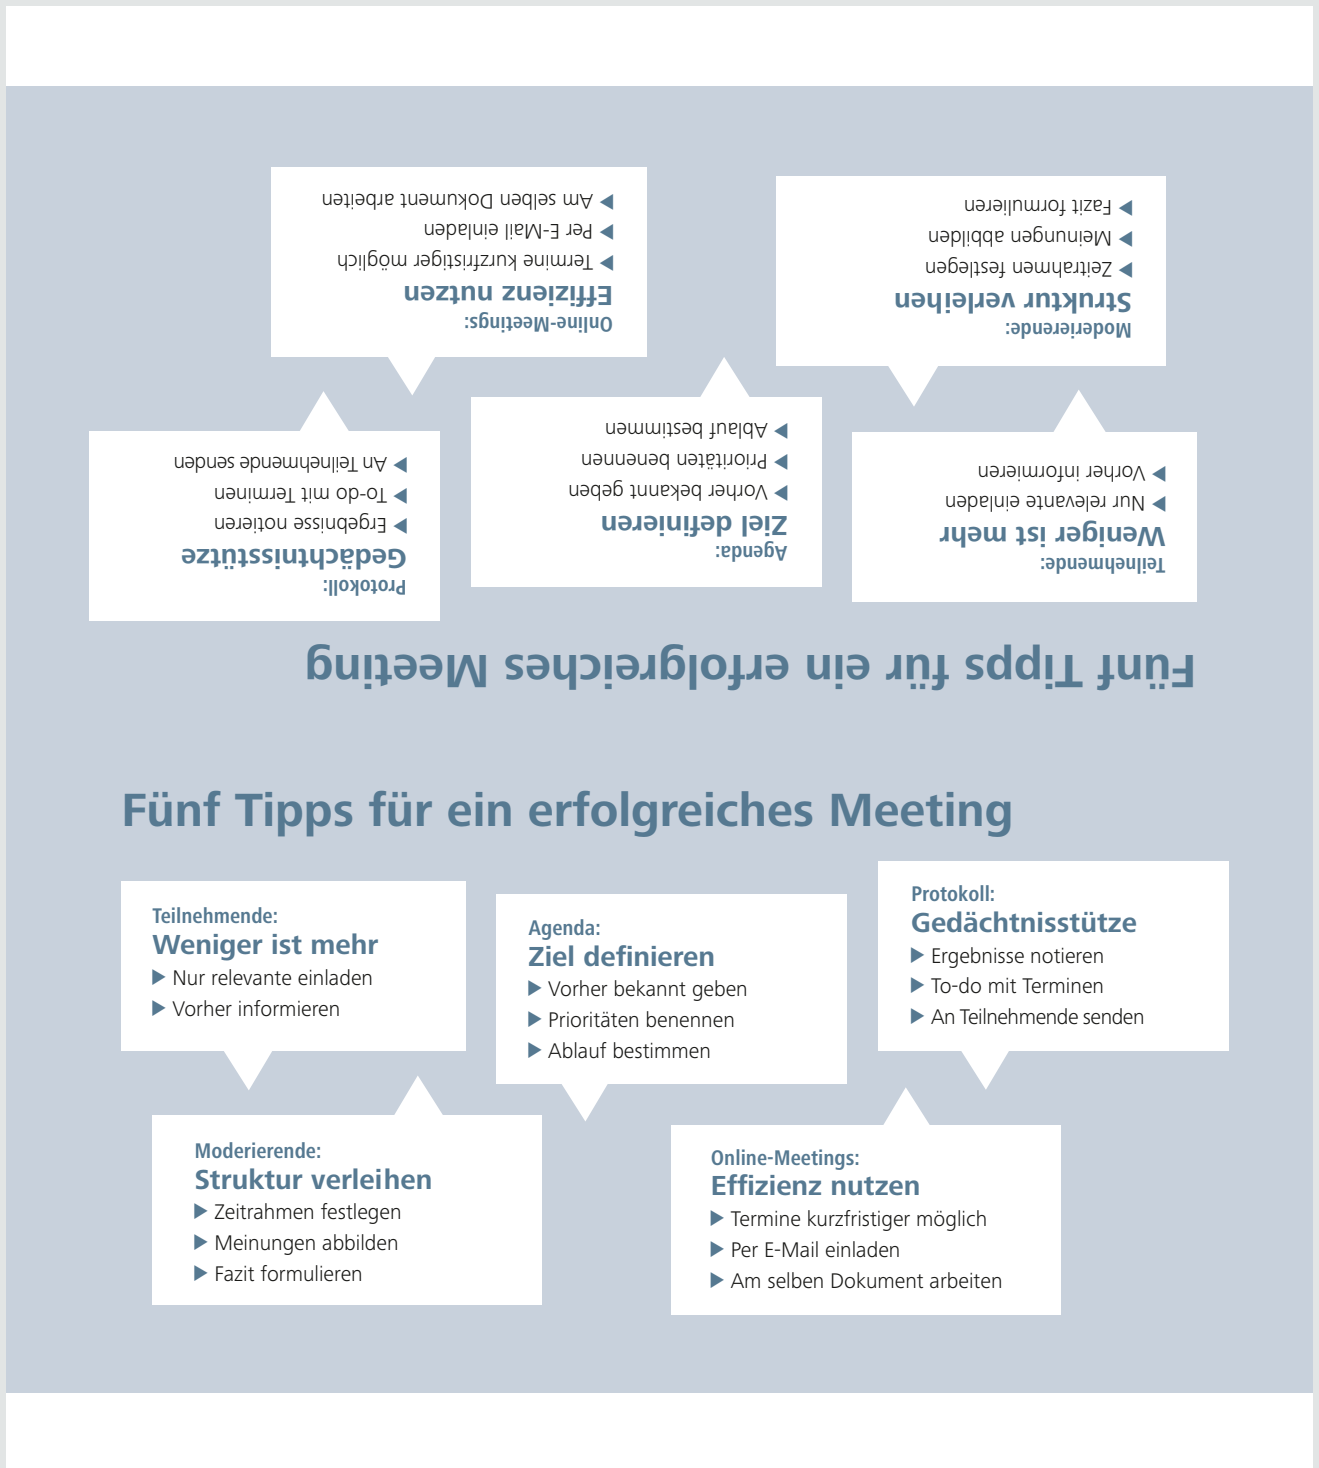 Am selben Dokument arbeiten
Per E-Mail einladen
Termine kurzfristiger möglich
Effizienz nutzen
Online-Meetings:
Fazit formulieren
Meinungen abbilden
Zeitrahmen festlegen
Struktur verleihen
Moderierende:
An Teilnehmende senden
To-do mit Terminen
Ergebnisse notieren
Gedächtnisstütze
Protokoll:
Ablauf bestimmen
Prioritäten benennen
Vorher bekannt geben
Ziel definieren
Agenda:
Vorher informieren
Nur relevante einladen
Weniger ist mehr
Teilnehmende:
Fünf Tipps für ein erfolgreiches Meeting
Fünf Tipps für ein erfolgreiches Meeting
Teilnehmende:
Weniger ist mehr
Nur relevante einladen
Vorher informieren
Agenda:
Ziel definieren
Vorher bekannt geben
Prioritäten benennen
Ablauf bestimmen
Protokoll:
Gedächtnisstütze
Ergebnisse notieren
To-do mit Terminen
An Teilnehmende senden
Moderierende:
Struktur verleihen
Zeitrahmen festlegen
Meinungen abbilden
Fazit formulieren
Online-Meetings:
Effizienz nutzen
Termine kurzfristiger möglich
Per E-Mail einladen
Am selben Dokument arbeiten